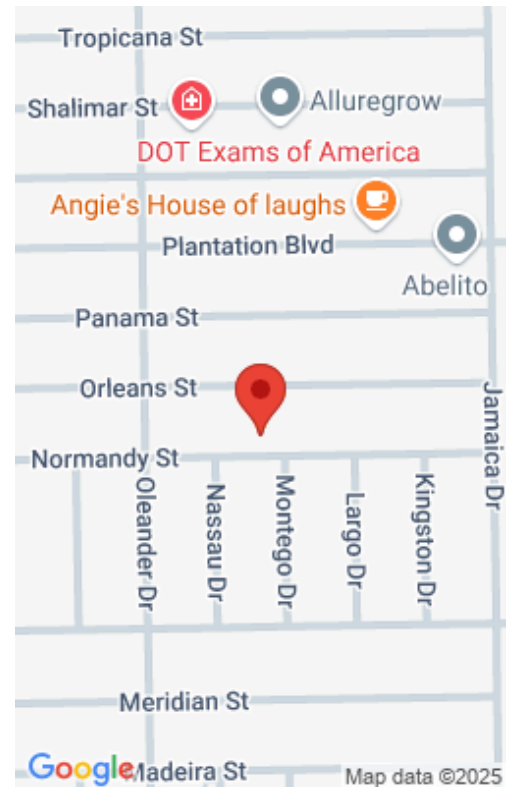 Tropicana St
Shalimar St
Alluregrow
DOT Exams of America
Angie's House of laughs
Plantation Blvd
Abelito
Panama St
Orleans St
Jamaica Dr
Normandy St
Oleander Dr
Nassau Dr
Montego Dr
Largo Dr
Kingston Dr
Meridian St
Google
Madeira St
Map data ©2025